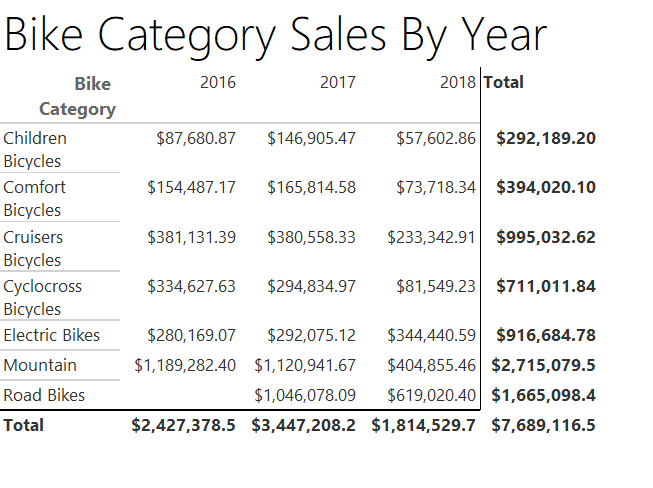 Bike Category Sales By Year
Bike 2016 2017 2018 Total
Category
Children $87,680.87 $146,905.47 $57,602.86 $292,189.20
Bicycles
Comfort $154,487.17 $165,814.58 $73,718.34 $394,020.10
Bicycles
Cruisers $381,131.39 $380,558.33 $233,342.91 $995,032.62
Bicycles
Cyclocross $334,627.63 $294,834.97 $81,549.23 $711,011.84
Bicycles
Electric Bikes $280,169.07 $292,075.12 $344,440.59 $916,684.78
Mountain $1,189,282.40 $1,120,941.67 $404,855.46 $2,715,079.5
Road Bikes $1,046,078.09 $619,020.40 $1,665,098.4
Total $2,427,378.5 $3,447,208.2 $1,814,529.7 $7,689,116.5